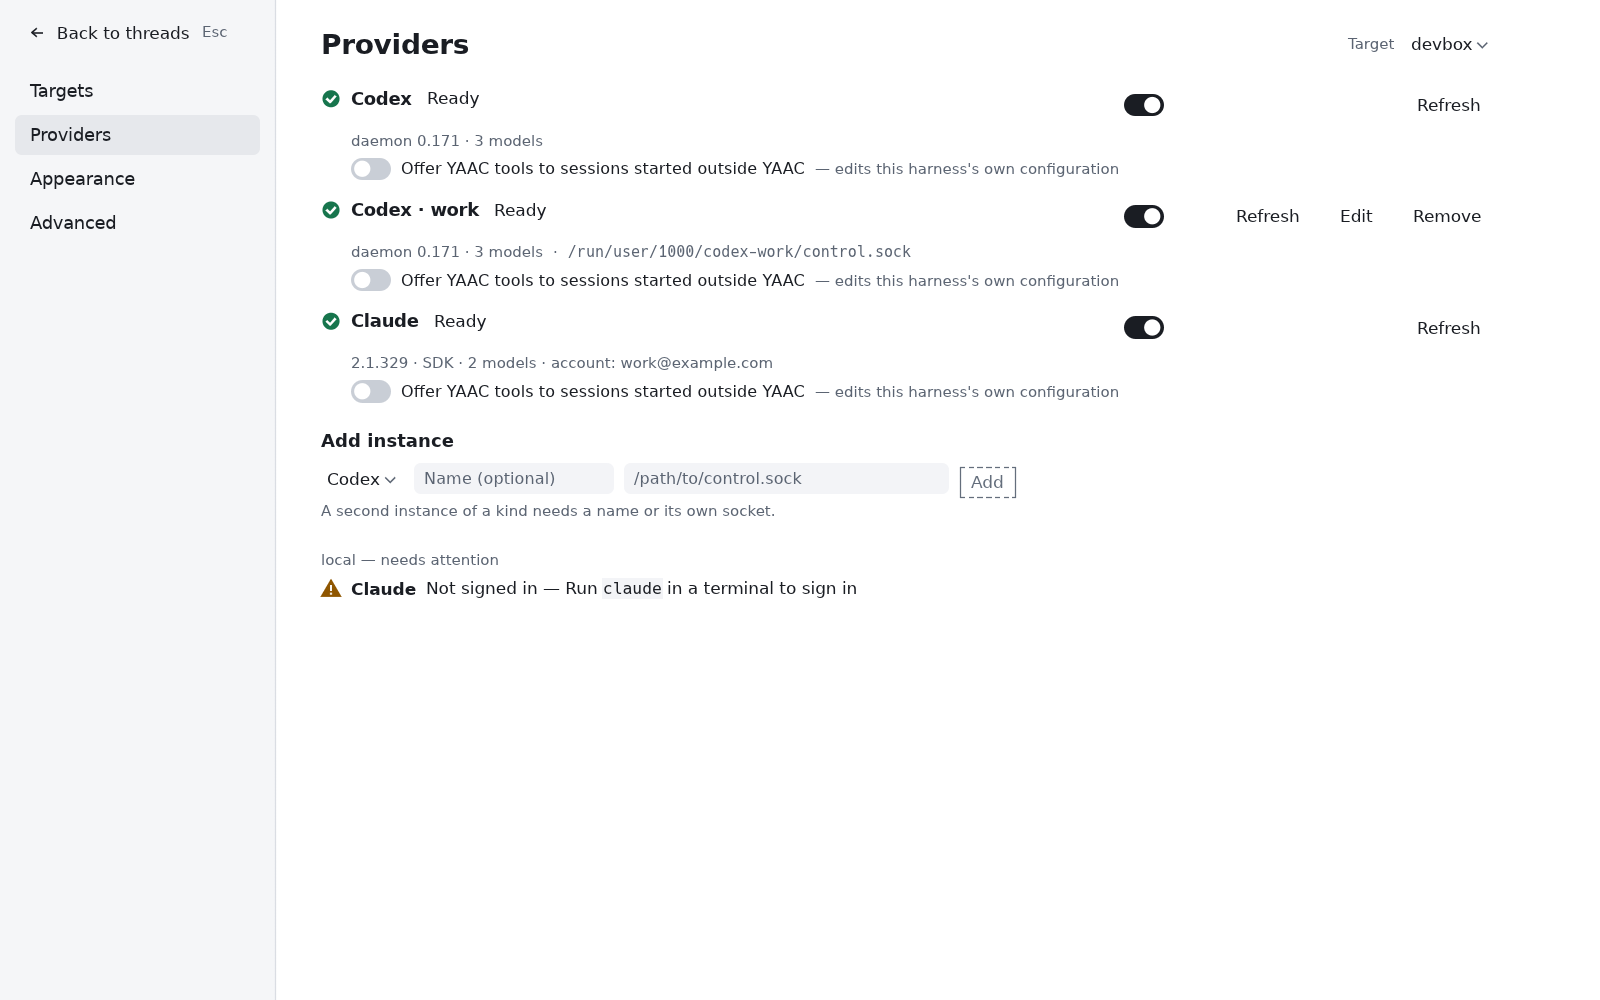 Back to threads Esc
Targets
Providers
Appearance
Advanced
Providers
Target devbox
Codex Ready
Refresh
daemon 0.171 · 3 models
Offer YAAC tools to sessions started outside YAAC — edits this harness's own configuration
Codex · work Ready
Refresh Edit Remove
daemon 0.171 · 3 models · /run/user/1000/codex-work/control.sock
Offer YAAC tools to sessions started outside YAAC — edits this harness's own configuration
Claude Ready
Refresh
2.1.329 · SDK · 2 models · account: work@example.com
Offer YAAC tools to sessions started outside YAAC — edits this harness's own configuration
Add instance
Codex Name (optional) /path/to/control.sock Add
A second instance of a kind needs a name or its own socket.
local — needs attention
Claude Not signed in — Run claude in a terminal to sign in